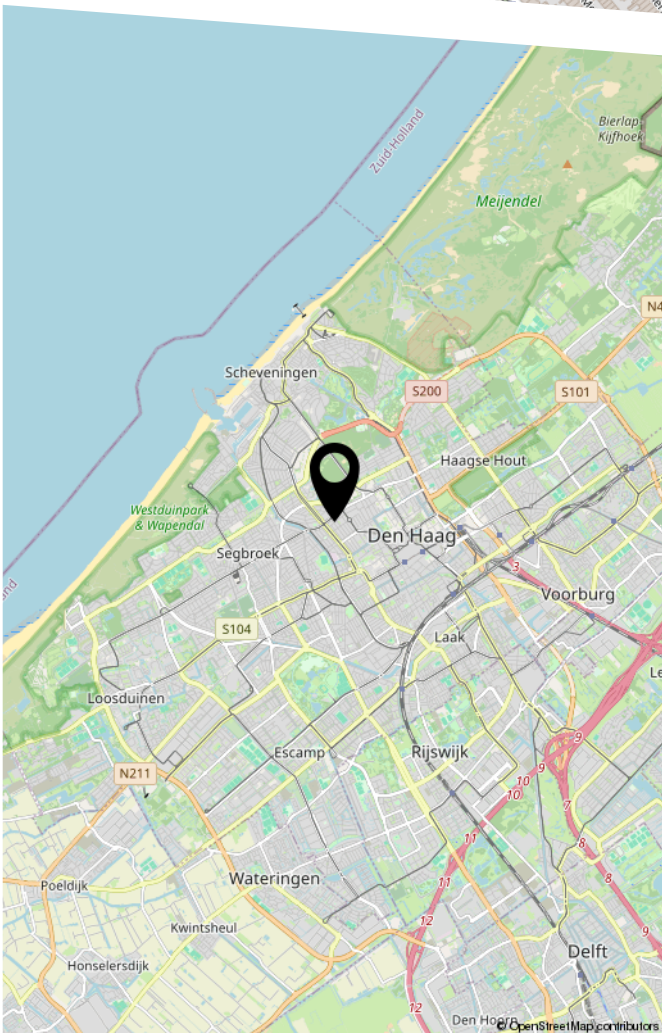 Zuid-Holland
Bierlap-
Kijfhoek
Meijendel
Scheveningen
S200
S101
Haagse Hout
Westduinpark
& Wapendal
Den Haag
Segbroek
3
Voorburg
S104
Laak
Loosduinen
9
Escamp
Rijswijk
9
N211
10
10
7
11
8
Wateringen
11
8
Poeldijk
12
Kwintsheul
9
Delft
Honselersdijk
12
Den Hoorn
© OpenStreetMap contributors